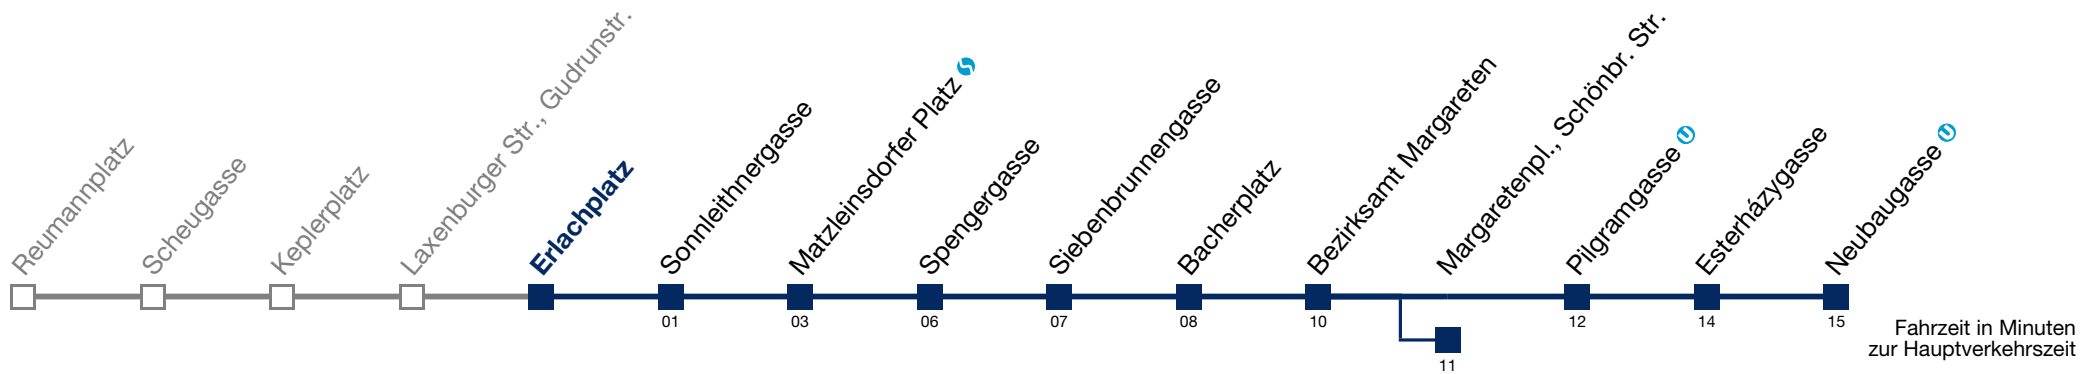 Reumannplatz
Scheugasse
Keplerplatz
Laxenburger Str., Gudrunstr.
Erlachplatz
Sonnleithnergasse
Matzleinsdorfer Platz
Spengergasse
Siebenbrunnengasse
Bacherplatz
Bezirksamt Margareten
Margaretenpl., Schönbr. Str.
Pilgramgasse U
Esterházygasse
Neubaugasse U
01
03
06
07
08
10
11
12
14
15
Fahrzeit in Minuten
zur Hauptverkehrszeit